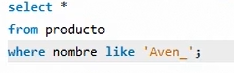 select *
from producto
where nombre like 'Aven_';